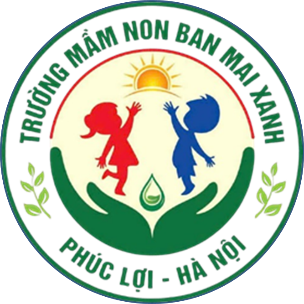 TRƯỜNG MẦM NON BAN MAI XANH
PHÚC LỢI - HÀ NỘI